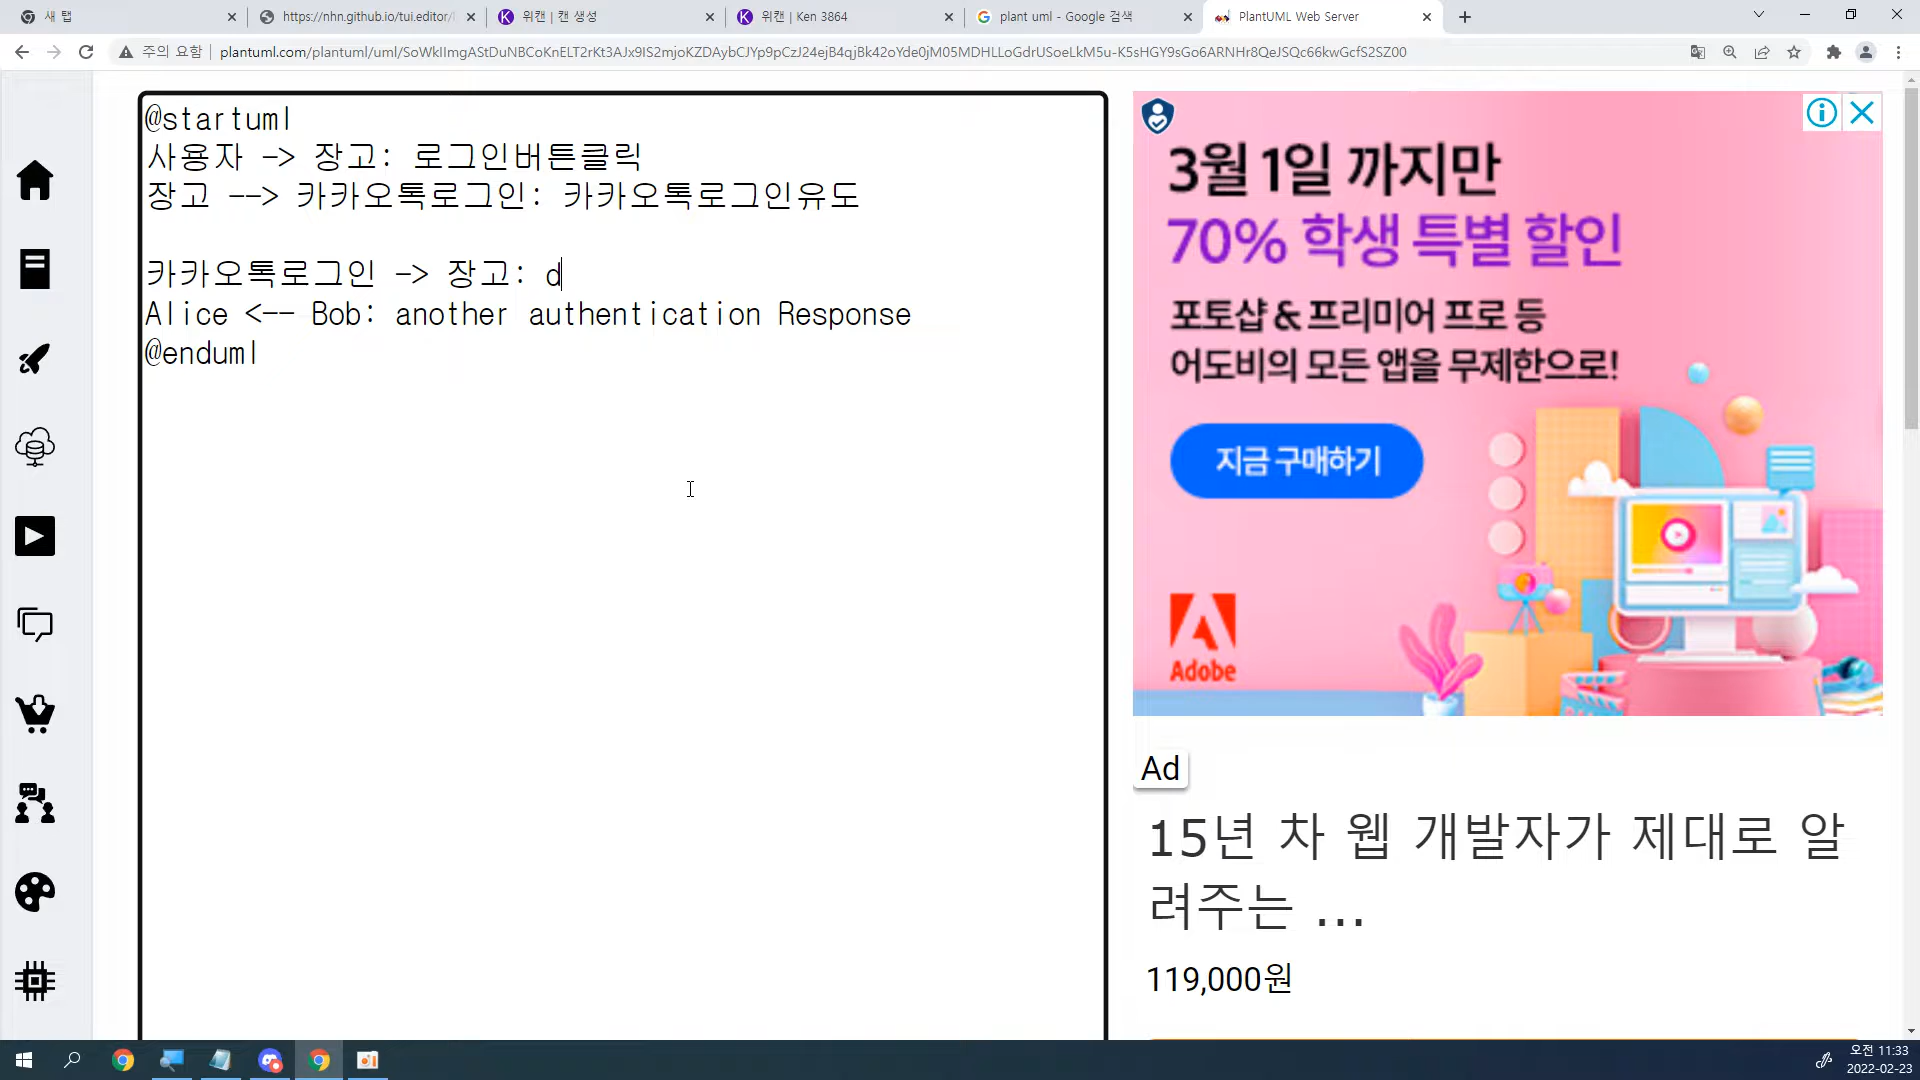 새 탭
https://nhn.github.io/tui.editor/
위캔 | 캔 생성
위캔 | Ken 3864
plant uml - Google 검색
PlantUML Web Server
주의 요함
plantuml.com/plantuml/uml/SoWkIImgAStDuNBCoKnELT2rKt3AJx9IS2mjoKZDAybCJYp9pCzJ24ejB4qjBk42oYde0jM05MDHLLoGdrUSoeLkM5u-K5sHGY9sGo6ARNHr8QeJSQc66kwGcfS2SZ00
@startuml
사용자 -> 장고: 로그인버튼클릭
장고 --> 카카오톡로그인: 카카오톡로그인유도
카카오톡로그인 -> 장고: d
Alice <-- Bob: another authentication Response
@enduml
3월 1일 까지만
70% 학생 특별 할인
포토샵 & 프리미어 프로 등
어도비의 모든 앱을 무제한으로!
지금 구매하기
Adobe
Ad
15년 차 웹 개발자가 제대로 알
려주는 ...
119,000원
오전 11:33
2022-02-23